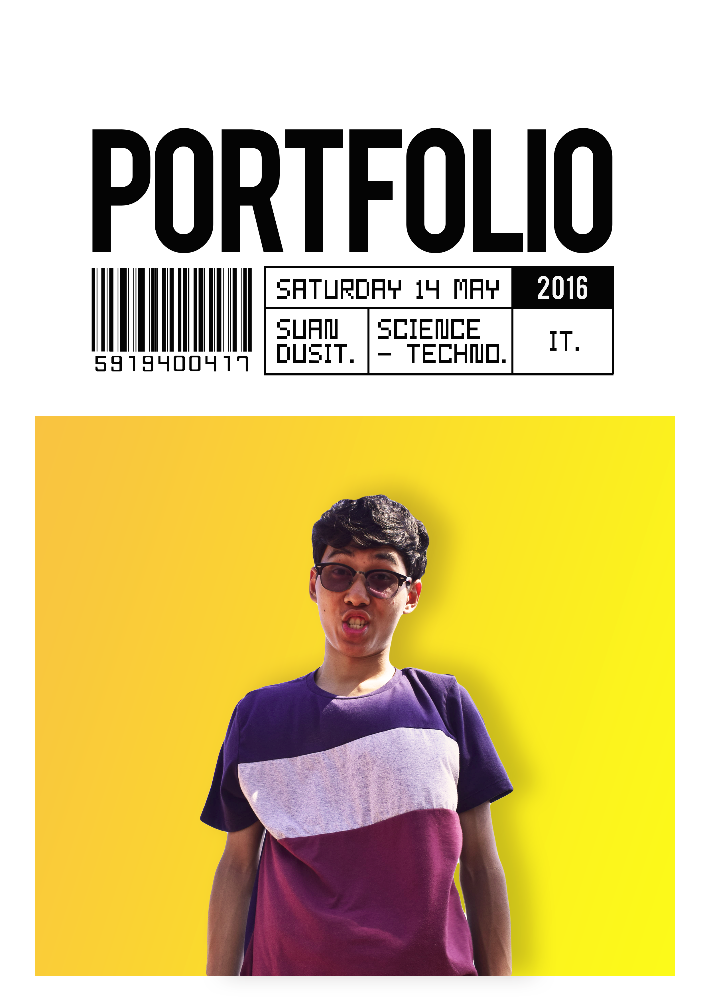 PORTFOLIO
SATURDAY 14 MAY 2016
SUAN
DUSIT.
SCIENCE
- TECHNO.
IT.
5919400417